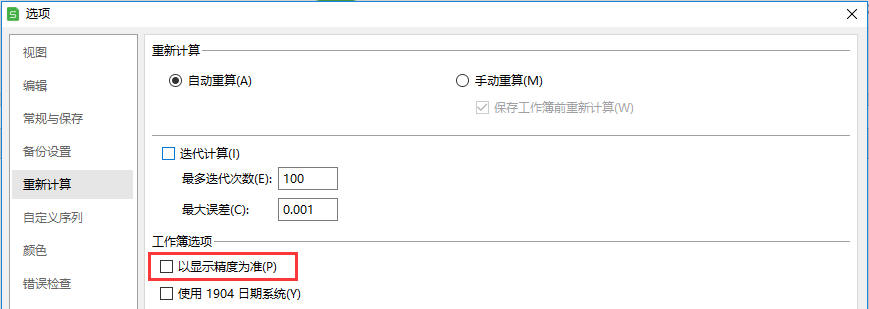 选项
视图
编辑
常规与保存
备份设置
重新计算
自定义序列
颜色
错误检查
重新计算
自动重算(A) 手动重算(M)
保存工作簿前重新计算(W)
迭代计算(I)
最多迭代次数(E): 100
最大误差(C): 0.001
工作簿选项
以显示精度为准(P)
使用 1904 日期系统(Y)